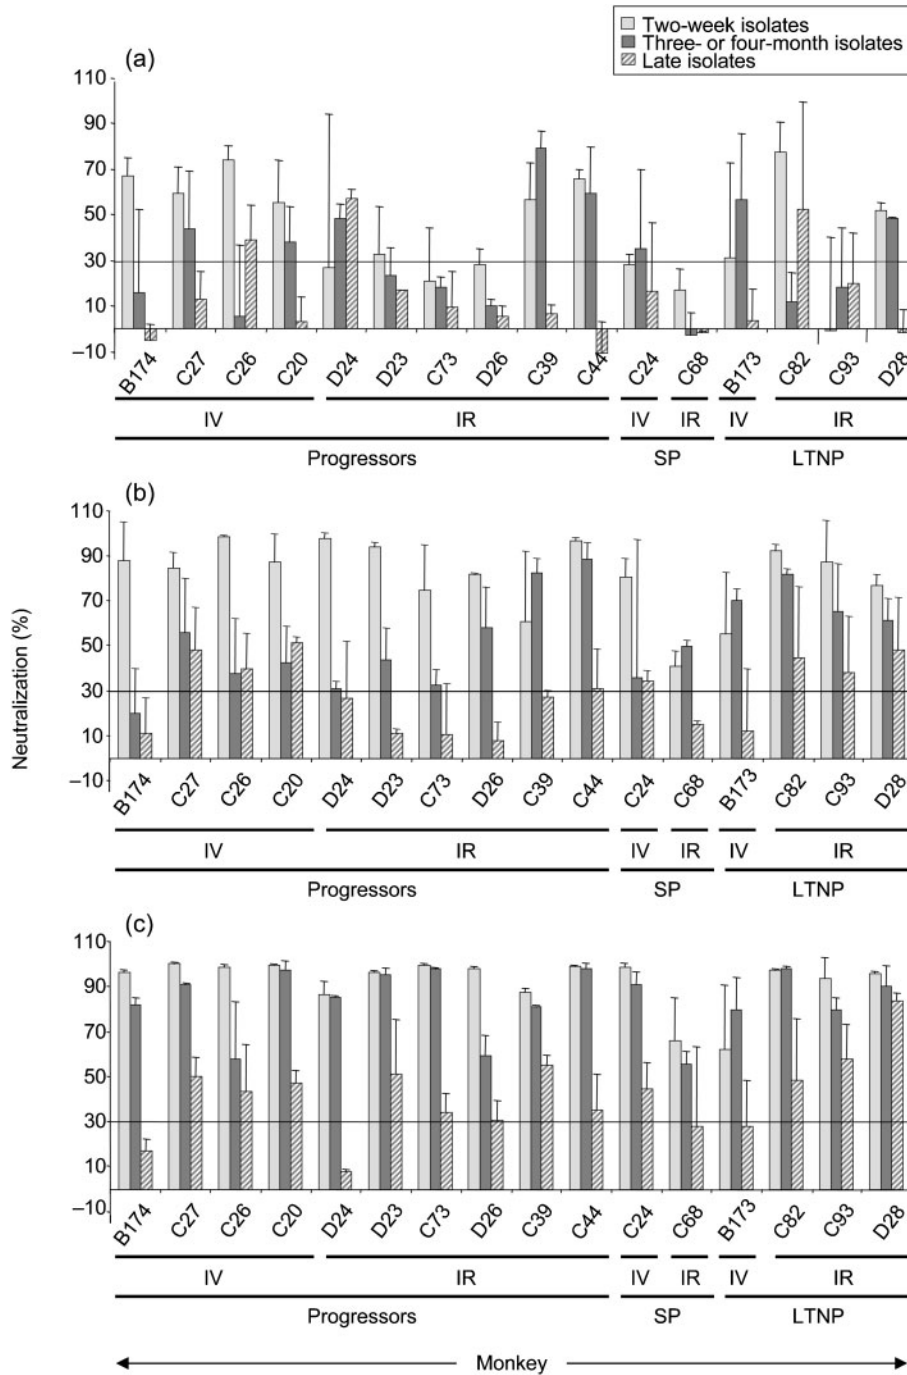 Two-week isolates
Three- or four-month isolates
Late isolates
(a)
110
90
70
50
30
10
–10
B174 C27 C26 C20 D24 D23 C73 D26 C39 C44 C24 C68 B173 C82 C93 D28
IV IR IV IR IV IR
Progressors SP LTNP
(b)
Neutralization (%)
110
90
70
50
30
10
–10
B174 C27 C26 C20 D24 D23 C73 D26 C39 C44 C24 C68 B173 C82 C93 D28
IV IR IV IR IV IR
Progressors SP LTNP
(c)
110
90
70
50
30
10
–10
B174 C27 C26 C20 D24 D23 C73 D26 C39 C44 C24 C68 B173 C82 C93 D28
IV IR IV IR IV IR
Progressors SP LTNP
Monkey